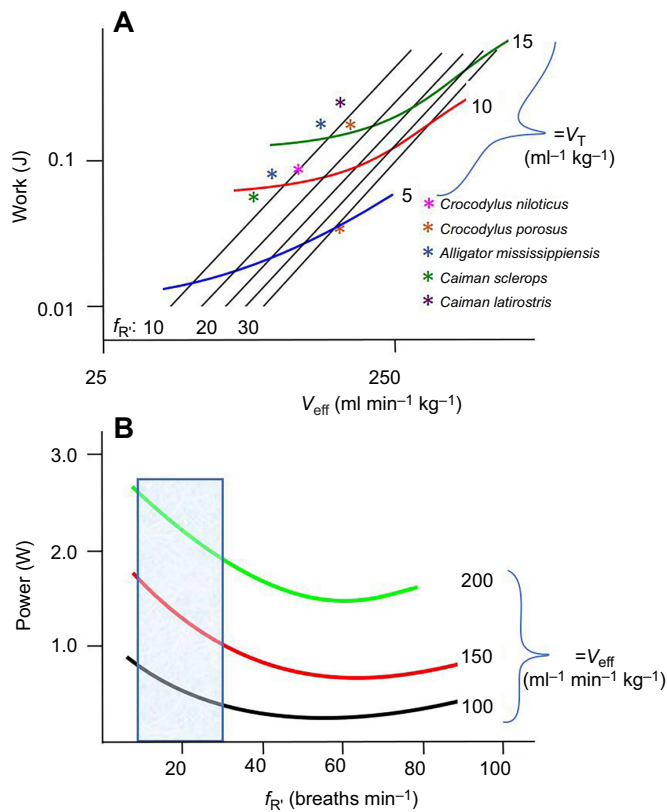 A
15
10
=VT
(ml–1 kg–1)
0.1
Work (J)
5
* Crocodylus niloticus
* Crocodylus porosus
* Alligator mississippiensis
* Caiman sclerops
* Caiman latirostris
0.01
fR': 10 20 30
25 250
Veff (ml min–1 kg–1)
B
3.0
2.0
Power (W)
1.0
200
150
100
=Veff
(ml–1 min–1 kg–1)
20 40 60 80 100
fR' (breaths min–1)